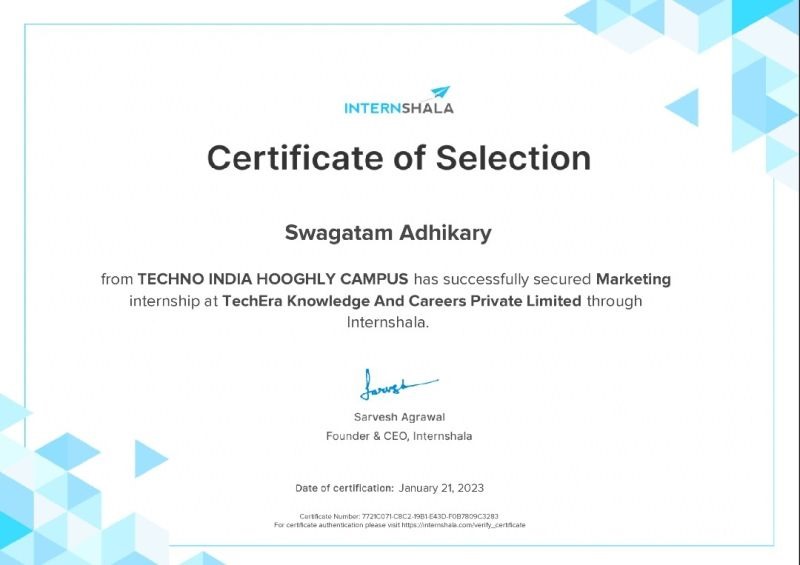 INTERNSHALA
Certificate of Selection
Swagatam Adhikary
from TECHNO INDIA HOOGHLY CAMPUS has successfully secured Marketing
internship at TechEra Knowledge And Careers Private Limited through
Internshala.
Sarvesh
Sarvesh Agrawal
Founder & CEO, Internshala
Date of certification: January 21, 2023
Certificate Number: 7721C071-C8C2-19B1-E43D-F0B7809C3283
For certificate authentication please visit https://internshala.com/verify_certificate